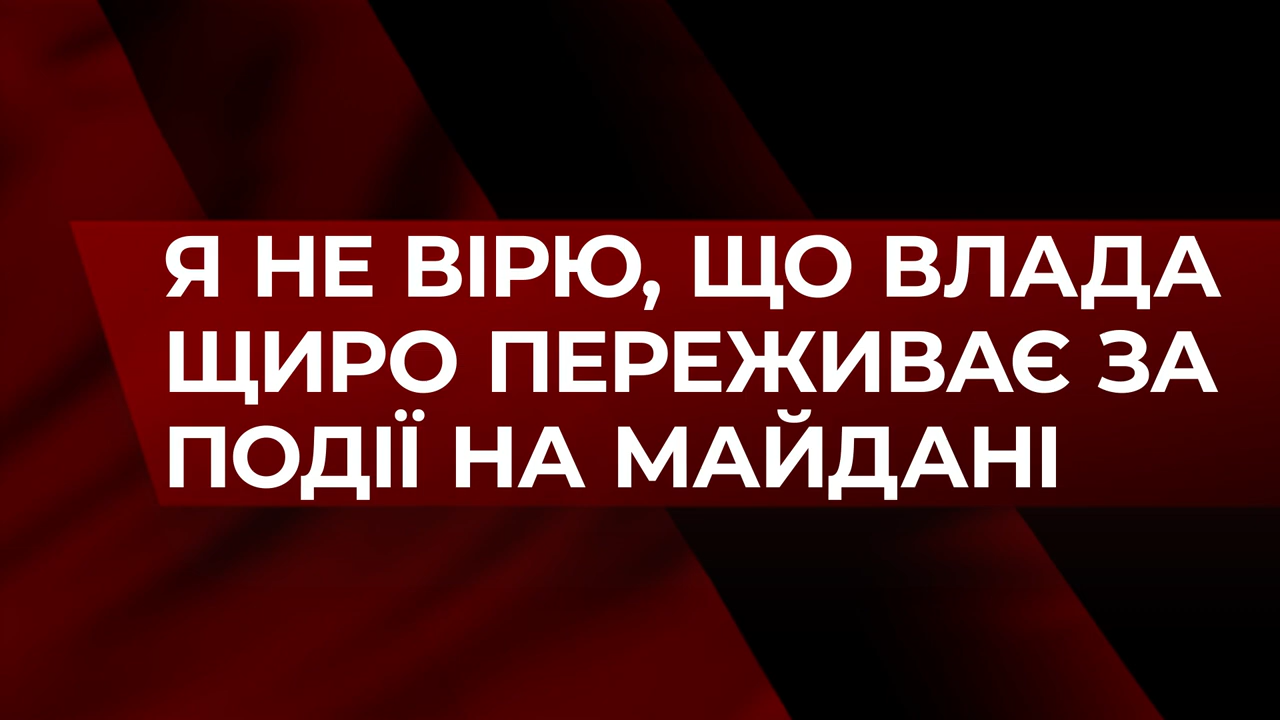 Я НЕ ВІРЮ, ЩО ВЛАДА
ЩИРО ПЕРЕЖИВАЄ ЗА
ПОДІЇ НА МАЙДАНІ